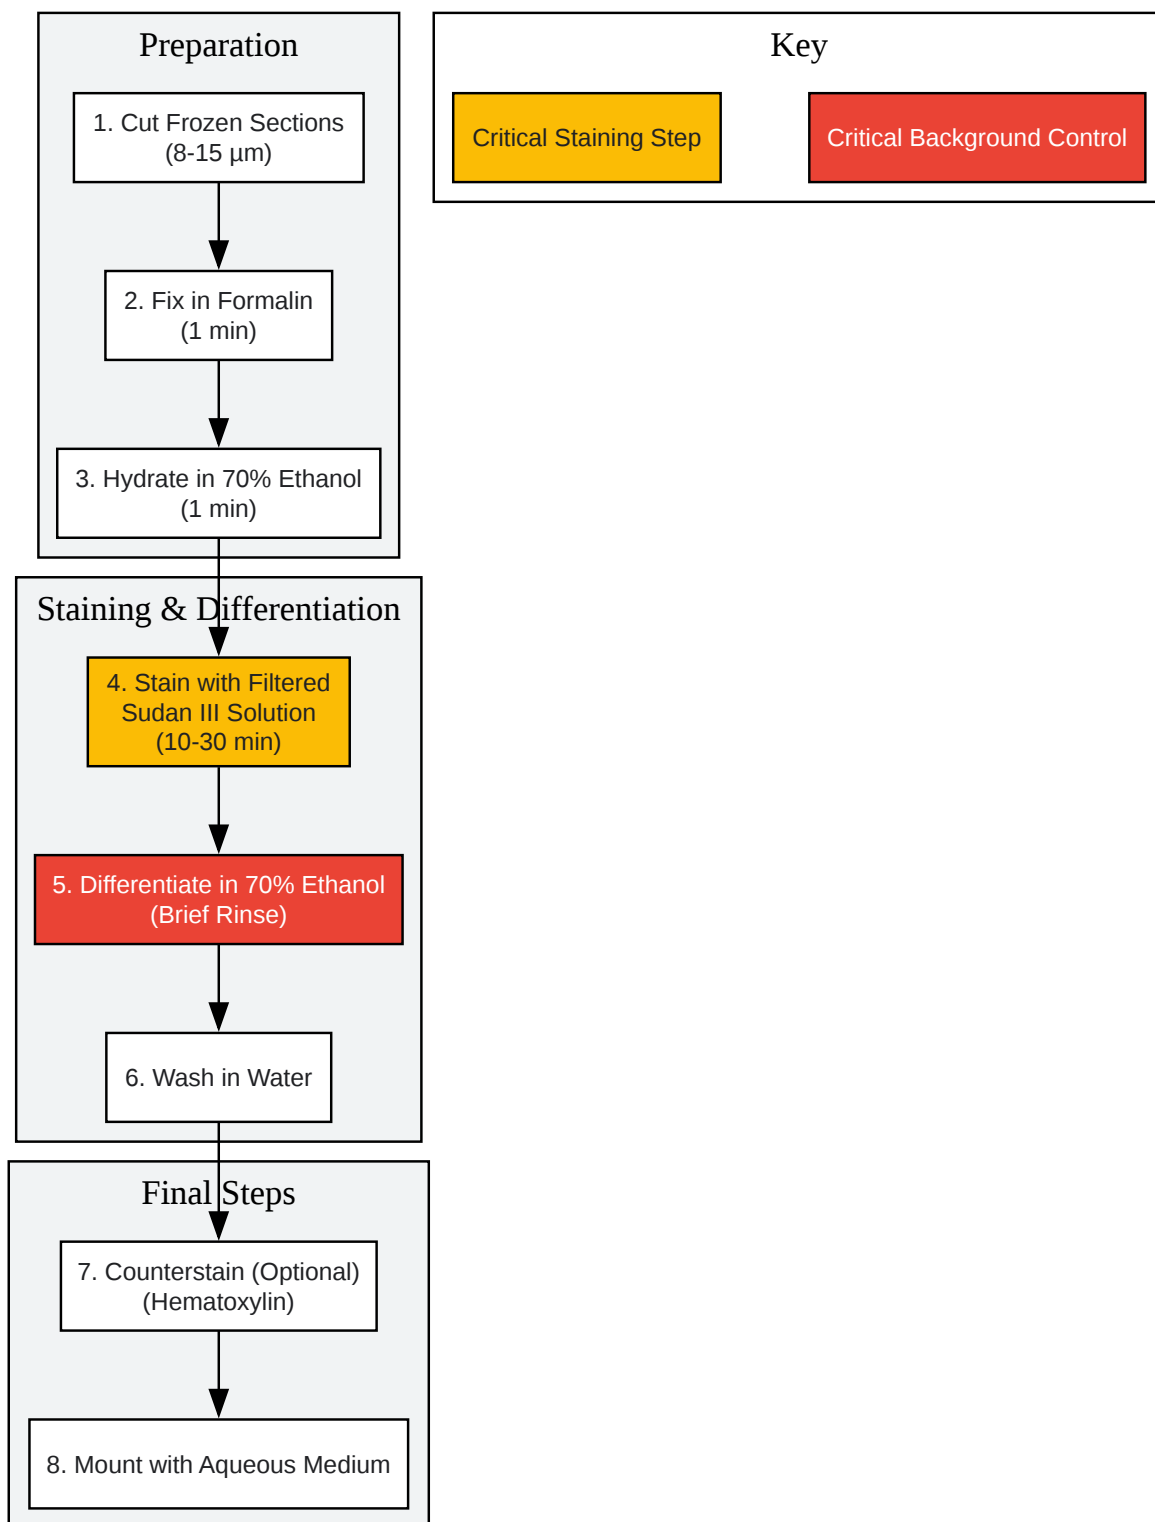 Preparation
1. Cut Frozen Sections
(8-15 µm)
2. Fix in Formalin
(1 min)
3. Hydrate in 70% Ethanol
(1 min)
Staining & Differentiation
4. Stain with Filtered
Sudan III Solution
(10-30 min)
5. Differentiate in 70% Ethanol
(Brief Rinse)
6. Wash in Water
Final Steps
7. Counterstain (Optional)
(Hematoxylin)
8. Mount with Aqueous Medium
Key
Critical Staining Step
Critical Background Control